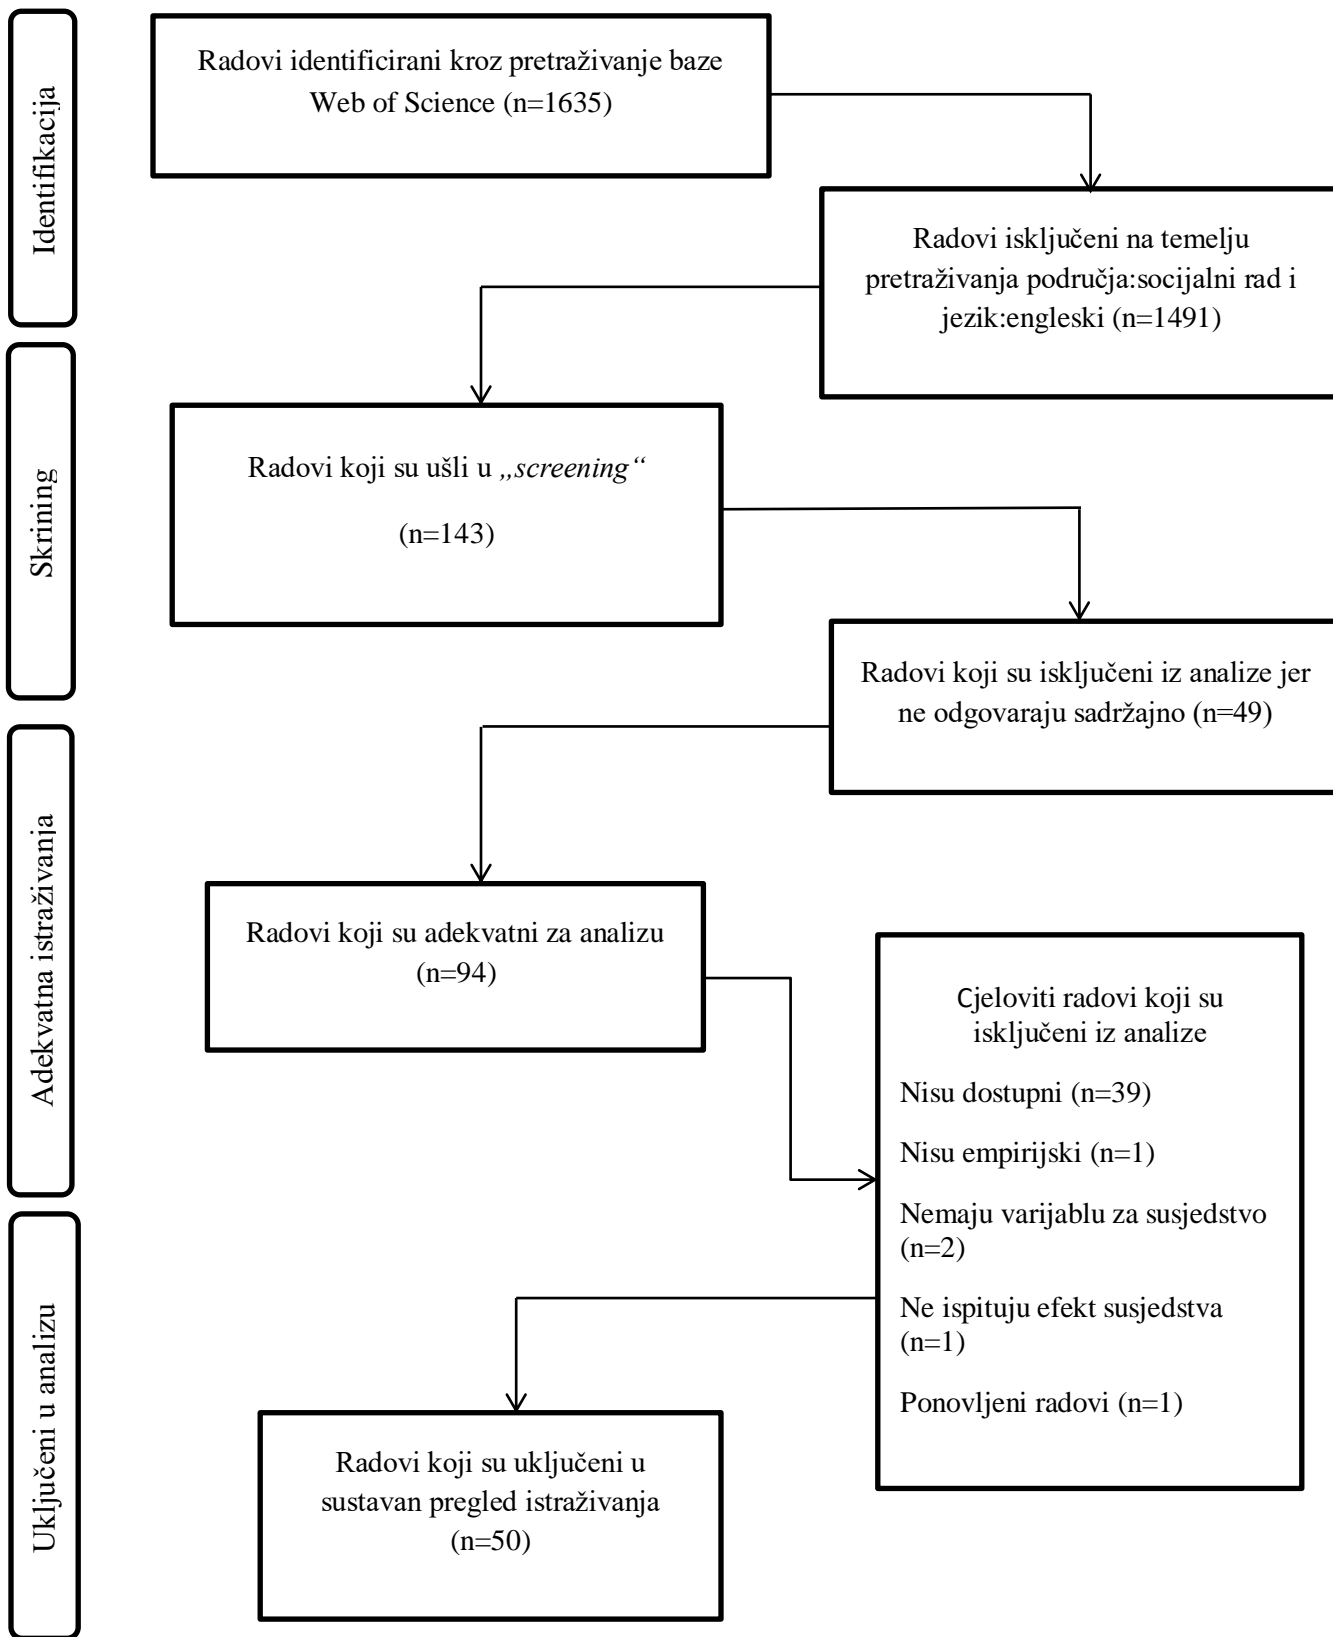 Identifikacija
Radovi identificirani kroz pretraživanje baze
Web of Science (n=1635)
Radovi isključeni na temelju
pretraživanja područja:socijalni rad i
jezik:engleski (n=1491)
Skrining
Radovi koji su ušli u „screening“
(n=143)
Radovi koji su isključeni iz analize jer
ne odgovaraju sadržajno (n=49)
Adekvatna istraživanja
Radovi koji su adekvatni za analizu
(n=94)
Cjeloviti radovi koji su
isključeni iz analize
Nisu dostupni (n=39)
Nisu empirijski (n=1)
Nemaju varijablu za susjedstvo
(n=2)
Ne ispituju efekt susjedstva
(n=1)
Ponovljeni radovi (n=1)
Uključeni u analizu
Radovi koji su uključeni u
sustavan pregled istraživanja
(n=50)